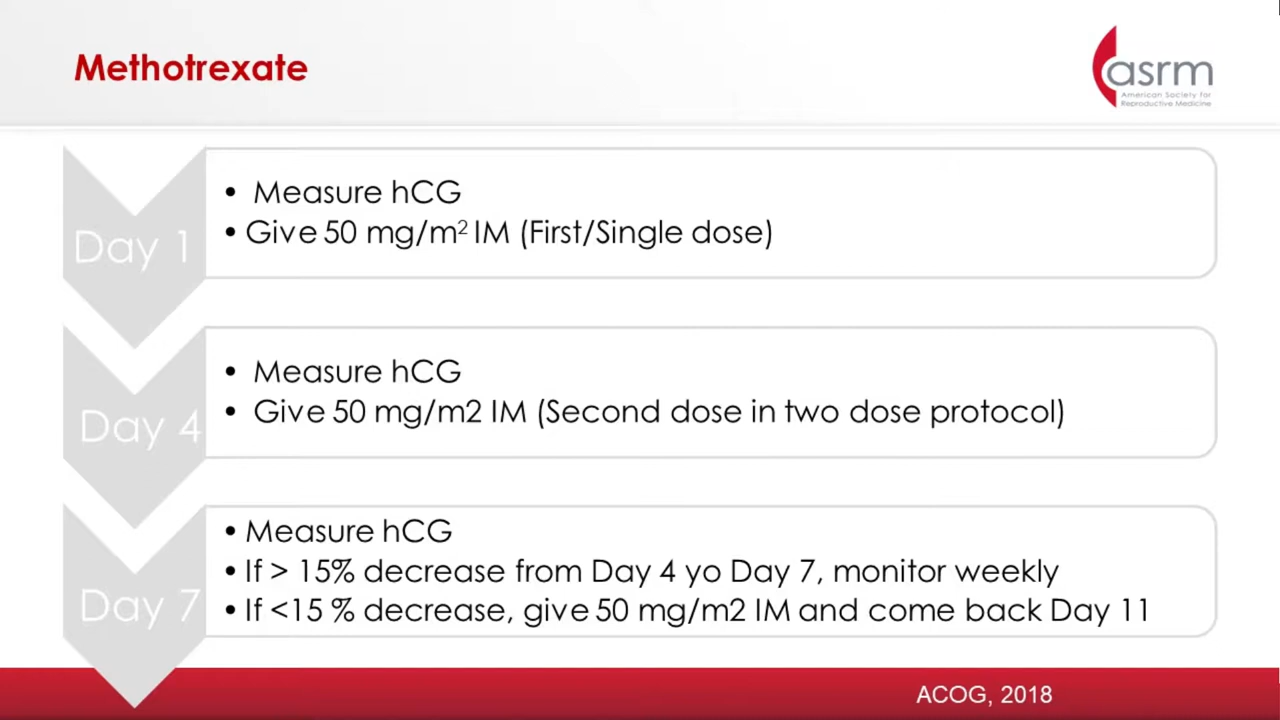 Methotrexate
asrm
American Society for
Reproductive Medicine
Day 1
• Measure hCG
• Give 50 mg/m² IM (First/Single dose)
Day 4
• Measure hCG
• Give 50 mg/m2 IM (Second dose in two dose protocol)
Day 7
• Measure hCG
• If > 15% decrease from Day 4 yo Day 7, monitor weekly
• If <15 % decrease, give 50 mg/m2 IM and come back Day 11
ACOG, 2018